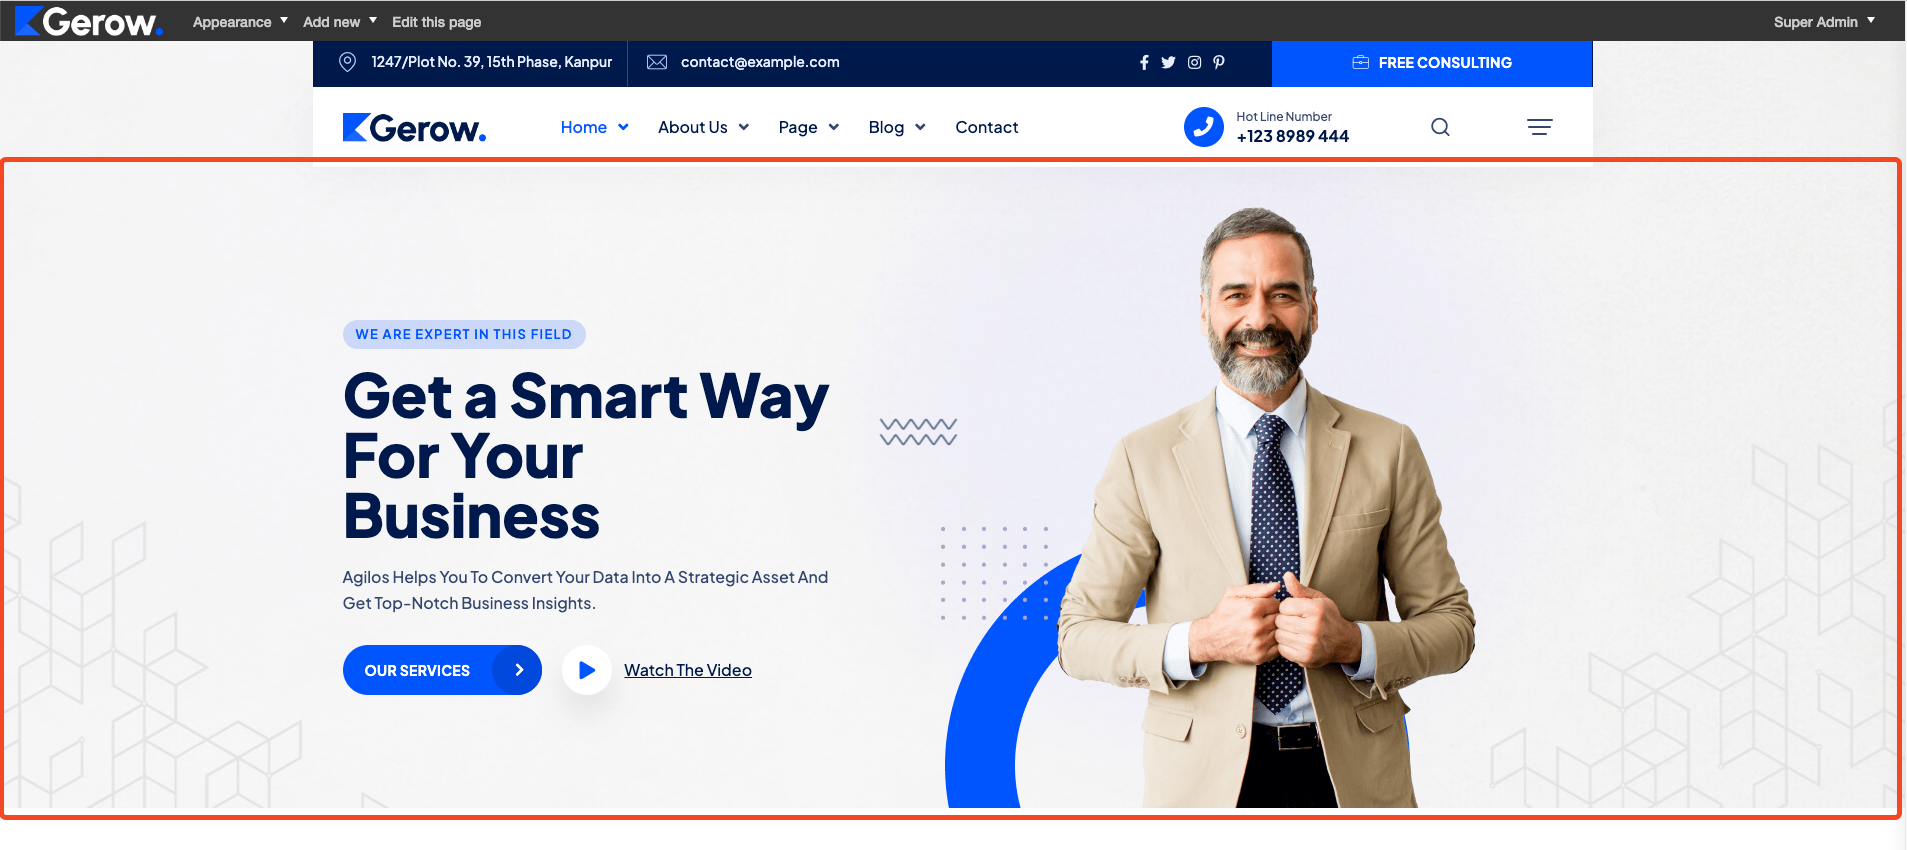 Gerow.
Appearance
Add new
Edit this page
Super Admin
1247/Plot No. 39, 15th Phase, Kanpur
contact@example.com
FREE CONSULTING
Gerow.
Home
About Us
Page
Blog
Contact
Hot Line Number
+123 8989 444
WE ARE EXPERT IN THIS FIELD
Get a Smart Way
For Your
Business
Agilos Helps You To Convert Your Data Into A Strategic Asset And
Get Top-Notch Business Insights.
OUR SERVICES
Watch The Video